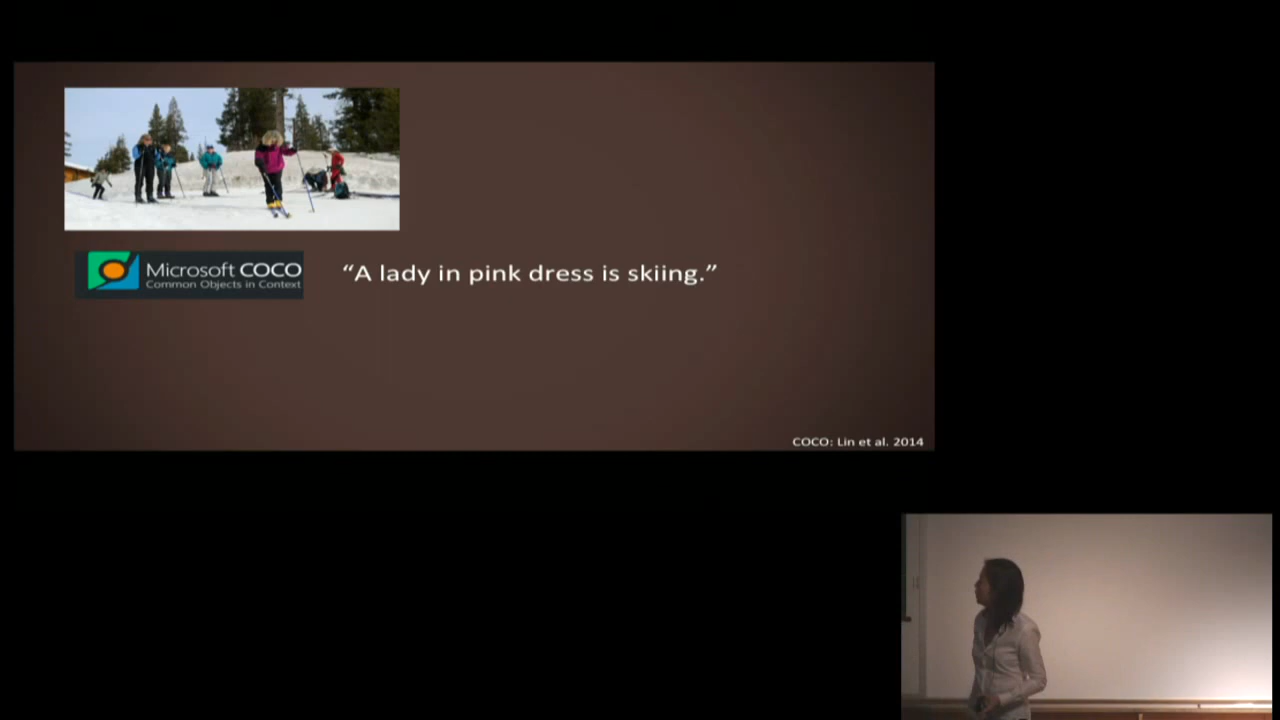 Microsoft COCO
Common Objects in Context
“A lady in pink dress is skiing.”
COCO: Lin et al. 2014